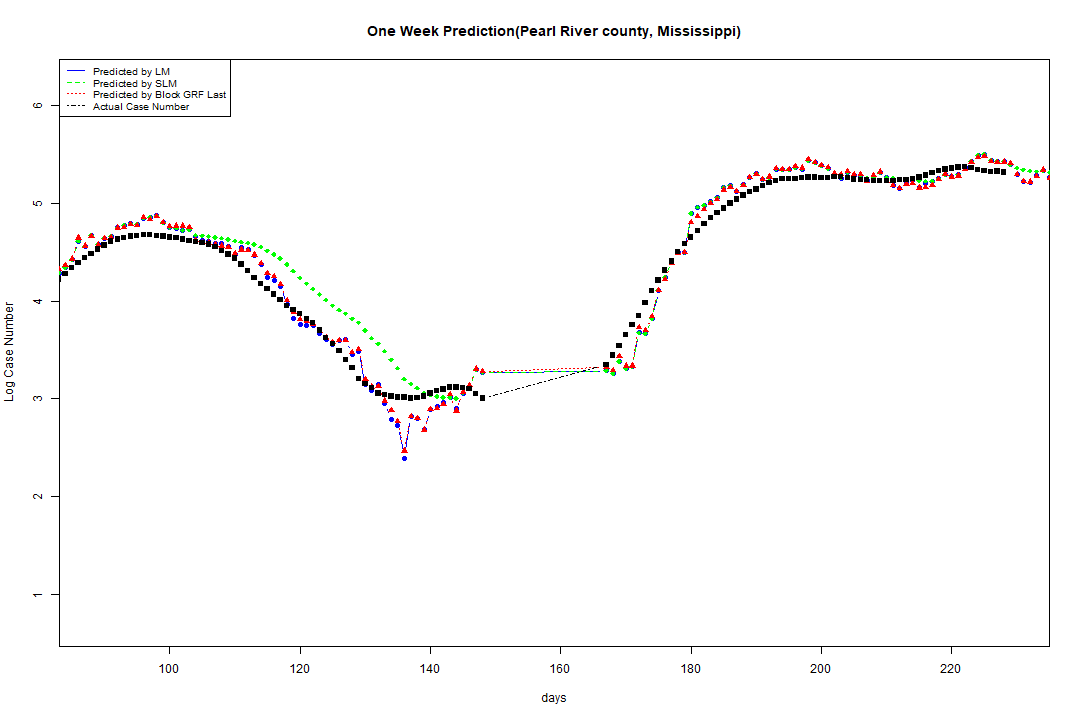 One Week Prediction(Pearl River county, Mississippi)
Predicted by LM
Predicted by SLM
Predicted by Block GRF Last
Actual Case Number
6
5
4
3
2
1
Log Case Number
100 120 140 160 180 200 220
days